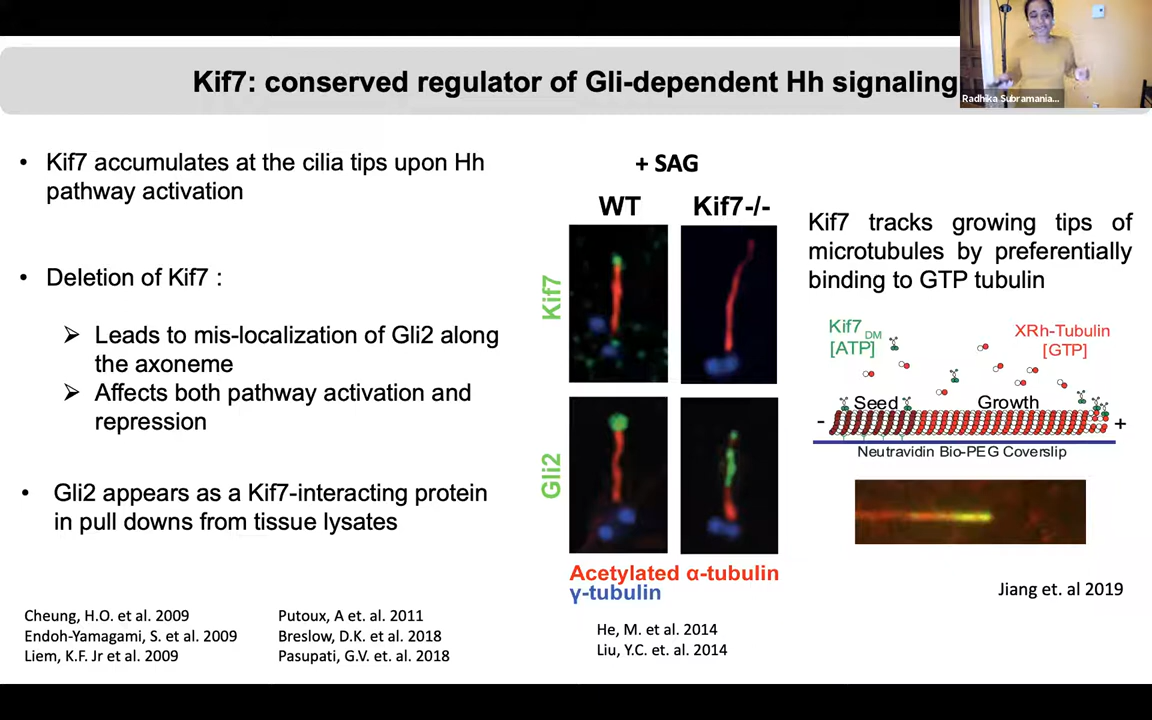 Kif7: conserved regulator of Gli-dependent Hh signaling
Radhika Subramania...
• Kif7 accumulates at the cilia tips upon Hh
pathway activation
• Deletion of Kif7 :
➢ Leads to mis-localization of Gli2 along
the axoneme
➢ Affects both pathway activation and
repression
• Gli2 appears as a Kif7-interacting protein
in pull downs from tissue lysates
Cheung, H.O. et al. 2009
Endoh-Yamagami, S. et al. 2009
Liem, K.F. Jr et al. 2009
Putoux, A et. al. 2011
Breslow, D.K. et al. 2018
Pasupati, G.V. et. al. 2018
+ SAG
WT Kif7-/-
Kif7
Gli2
Acetylated α-tubulin
γ-tubulin
He, M. et al. 2014
Liu, Y.C. et. al. 2014
Kif7 tracks growing tips of
microtubules by preferentially
binding to GTP tubulin
Kif7DM
[ATP]
XRh-Tubulin
[GTP]
Seed Growth
- +
Neutravidin Bio-PEG Coverslip
Jiang et. al 2019